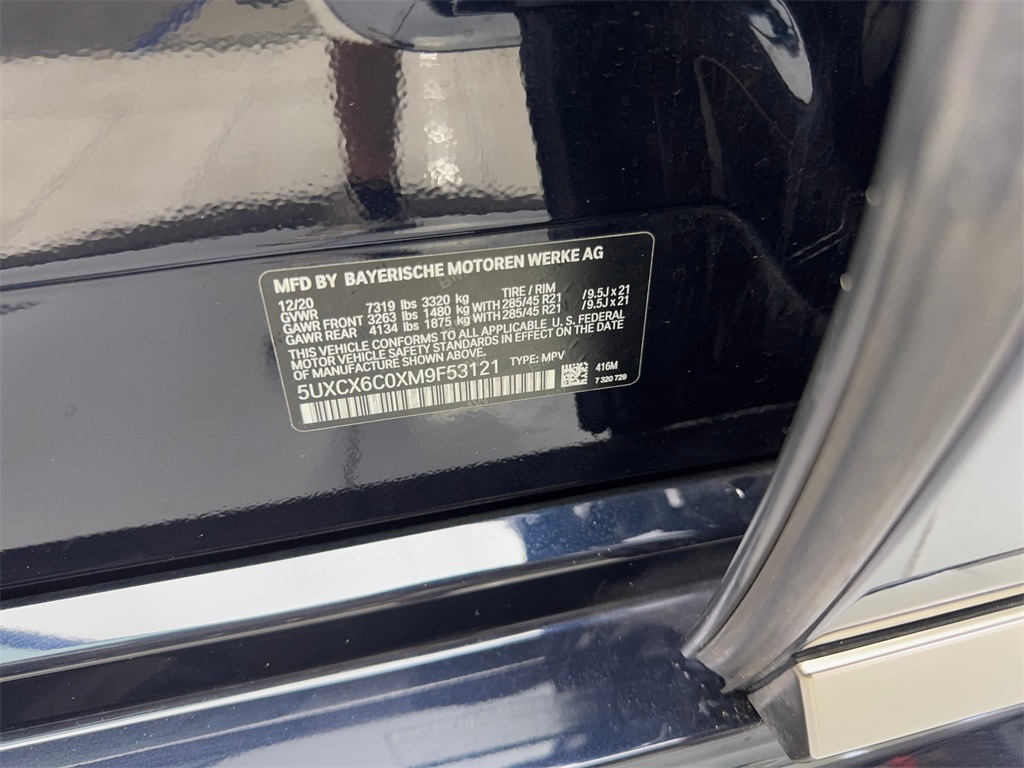 MFD BY BAYERISCHE MOTOREN WERKE AG
12/20 TIRE / RIM
GVWR 7319 lbs 3320 kg
GAWR FRONT 3263 lbs 1480 kg WITH 285/45 R21 /9.5J x 21
GAWR REAR 4134 lbs 1875 kg WITH 285/45 R21 /9.5J x 21
THIS VEHICLE CONFORMS TO ALL APPLICABLE U.S. FEDERAL
MOTOR VEHICLE SAFETY STANDARDS IN EFFECT ON THE DATE
OF MANUFACTURE SHOWN ABOVE.
5UXCX6C0XM9F53121 TYPE: MPV
416M
7 320 729